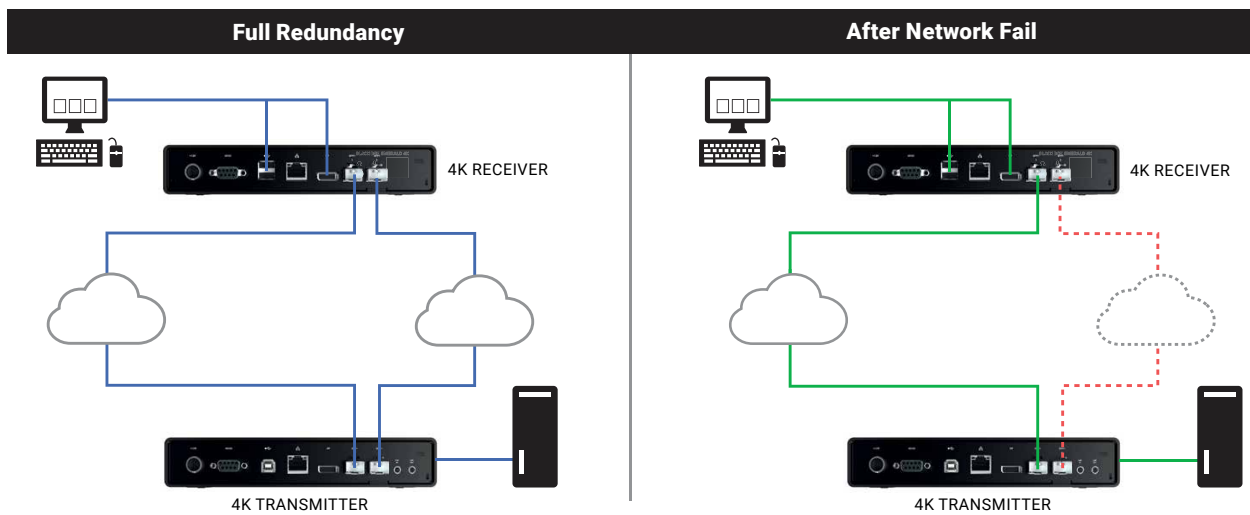 Full Redundancy
After Network Fail
4K RECEIVER
4K RECEIVER
4K TRANSMITTER
4K TRANSMITTER